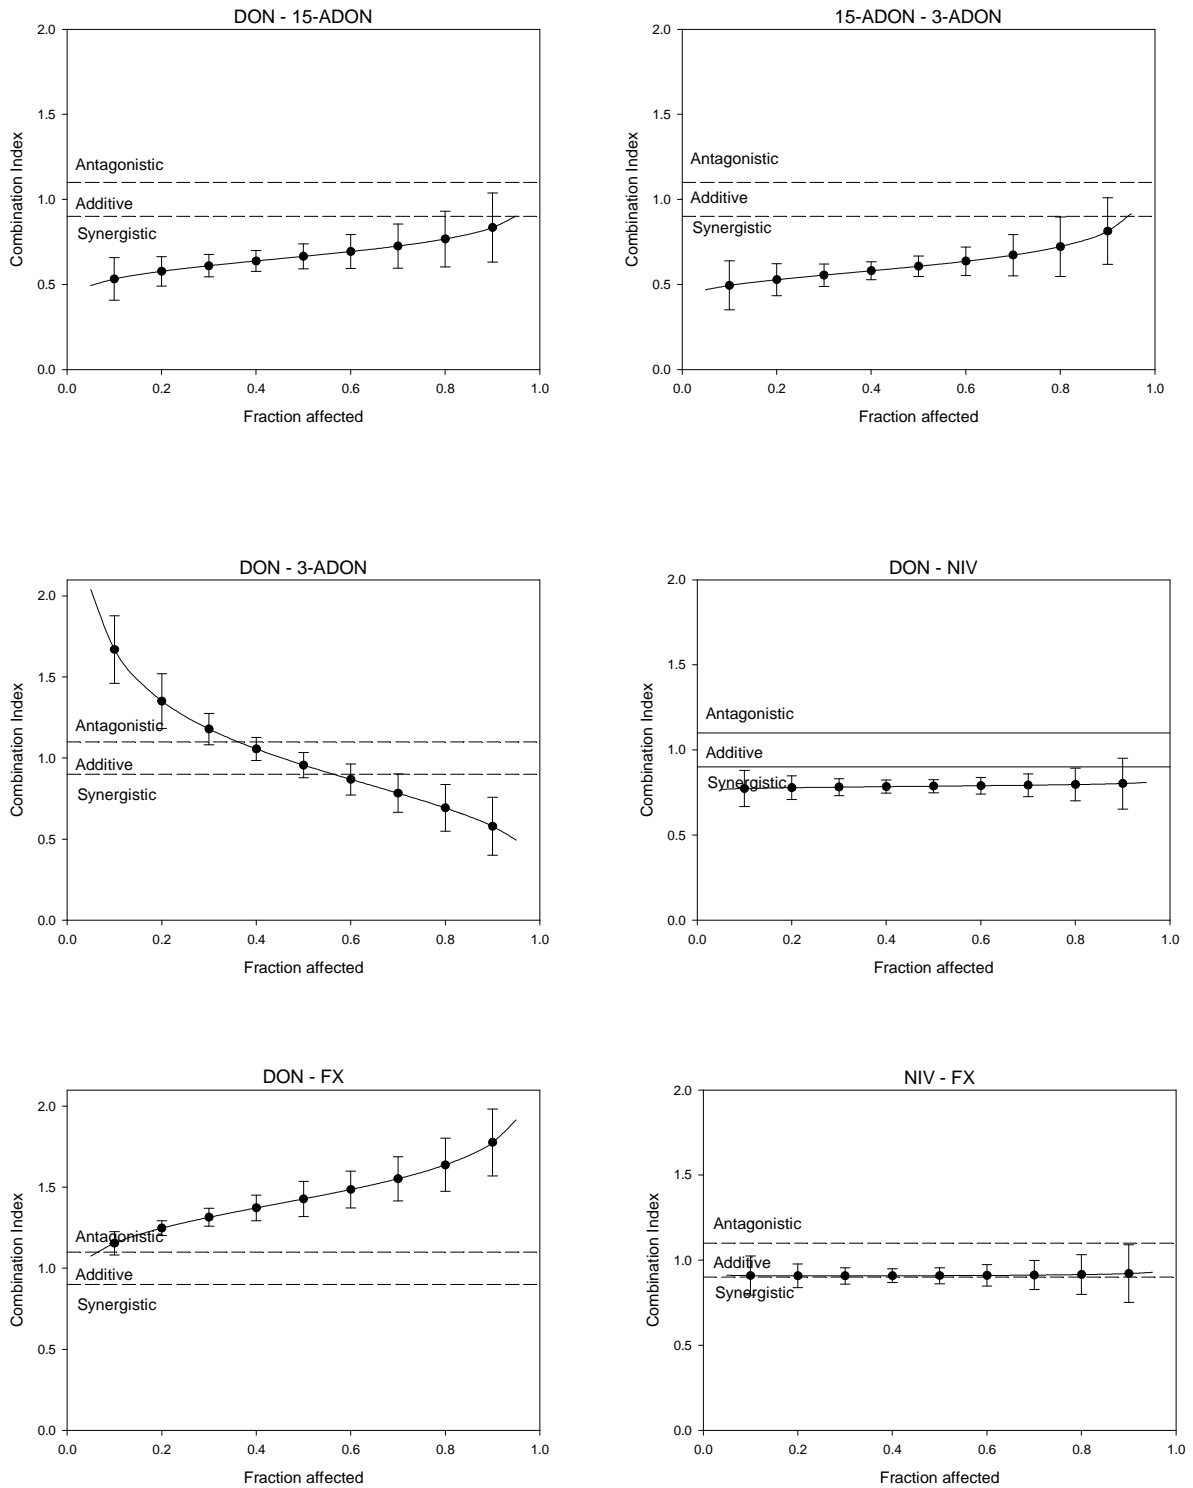 DON - 15-ADON
2.0
1.5
Antagonistic
1.0
Additive
Synergistic
0.5
0.0
Combination Index
0.0 0.2 0.4 0.6 0.8 1.0
Fraction affected
15-ADON - 3-ADON
2.0
1.5
Antagonistic
1.0
Additive
Synergistic
0.5
0.0
Combination Index
0.0 0.2 0.4 0.6 0.8 1.0
Fraction affected
DON - 3-ADON
2.0
1.5
Antagonistic
1.0
Additive
Synergistic
0.5
0.0
Combination Index
0.0 0.2 0.4 0.6 0.8 1.0
Fraction affected
DON - NIV
2.0
1.5
Antagonistic
1.0
Additive
Synergistic
0.5
0.0
Combination Index
0.0 0.2 0.4 0.6 0.8 1.0
Fraction affected
DON - FX
2.0
1.5
Antagonistic
1.0
Additive
Synergistic
0.5
0.0
Combination Index
0.0 0.2 0.4 0.6 0.8 1.0
Fraction affected
NIV - FX
2.0
1.5
Antagonistic
1.0
Additive
Synergistic
0.5
0.0
Combination Index
0.0 0.2 0.4 0.6 0.8 1.0
Fraction affected